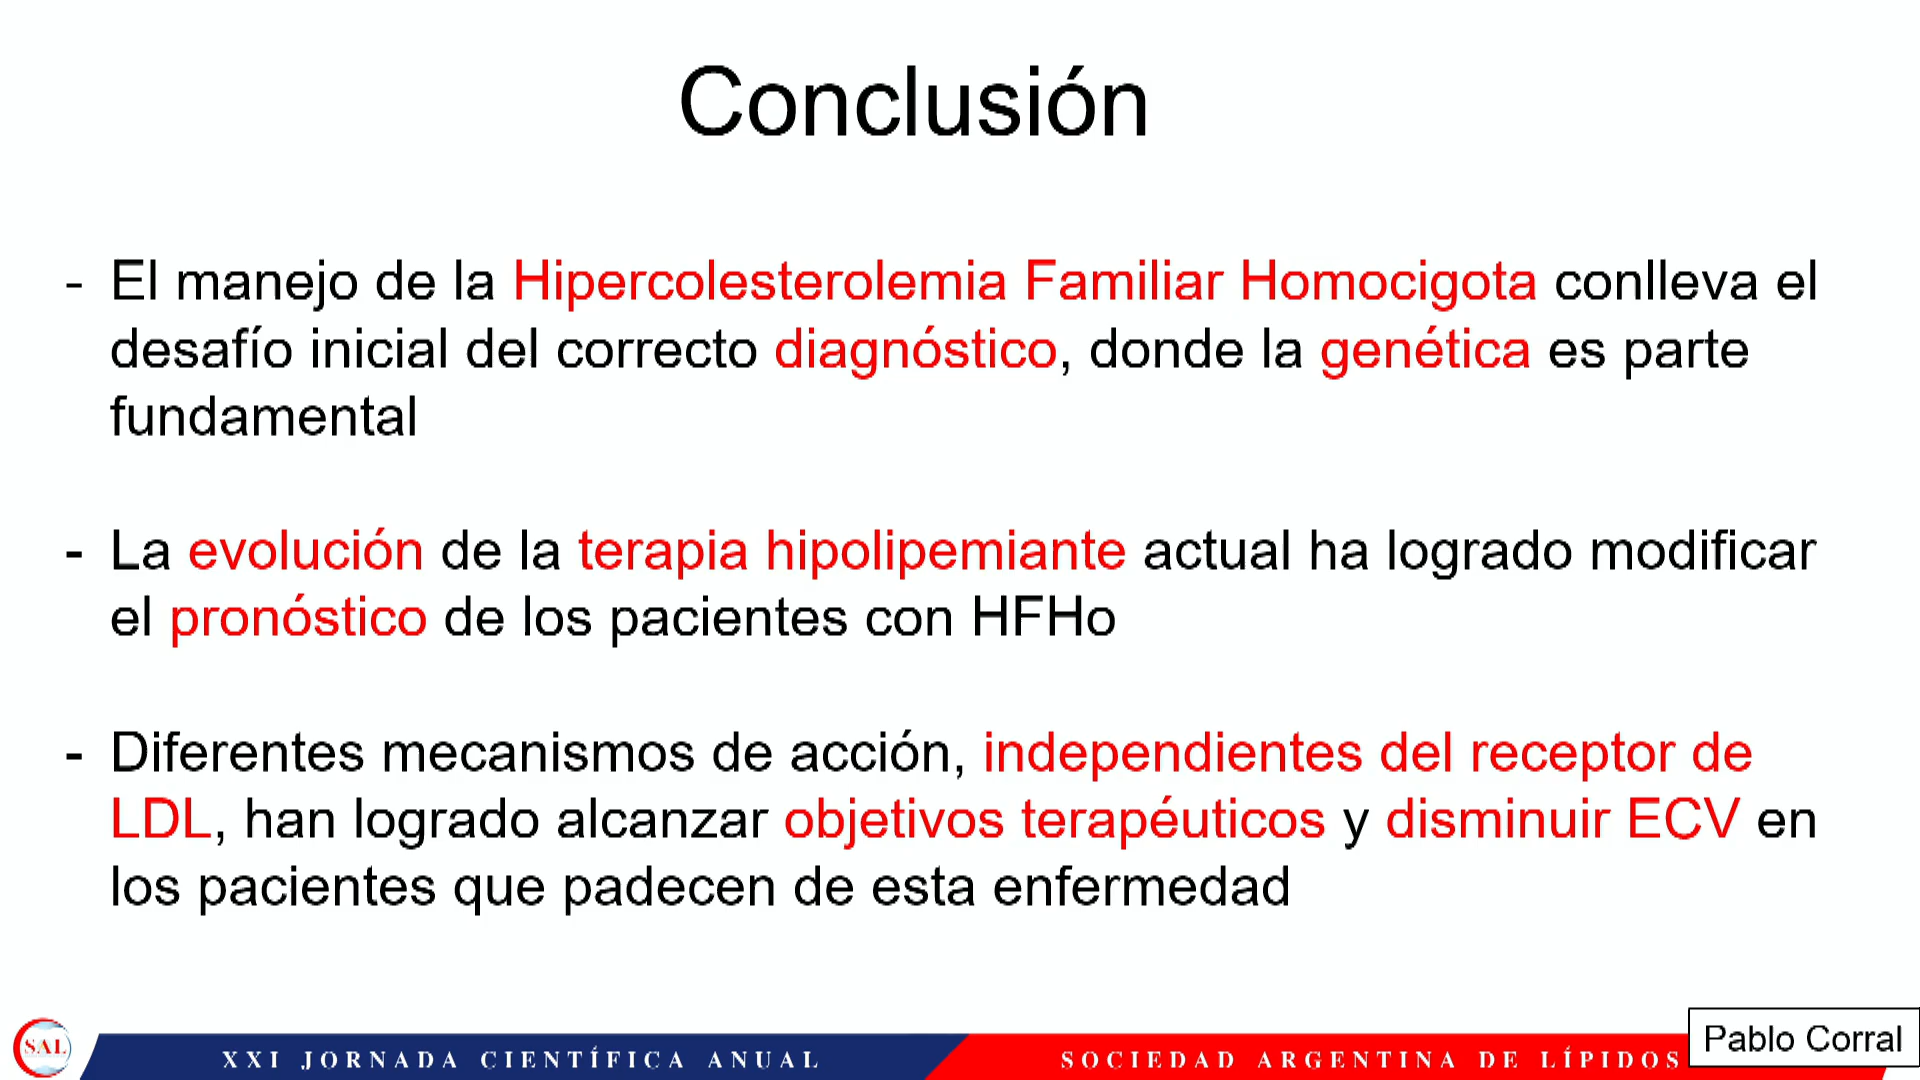 Conclusión
- El manejo de la Hipercolesterolemia Familiar Homocigota conlleva el
desafío inicial del correcto diagnóstico, donde la genética es parte
fundamental
- La evolución de la terapia hipolipemiante actual ha logrado modificar
el pronóstico de los pacientes con HFHo
- Diferentes mecanismos de acción, independientes del receptor de
LDL, han logrado alcanzar objetivos terapéuticos y disminuir ECV en
los pacientes que padecen de esta enfermedad
SAL
XXI JORNADA CIENTÍFICA ANUAL
SOCIEDAD ARGENTINA DE LÍPIDOS
Pablo Corral